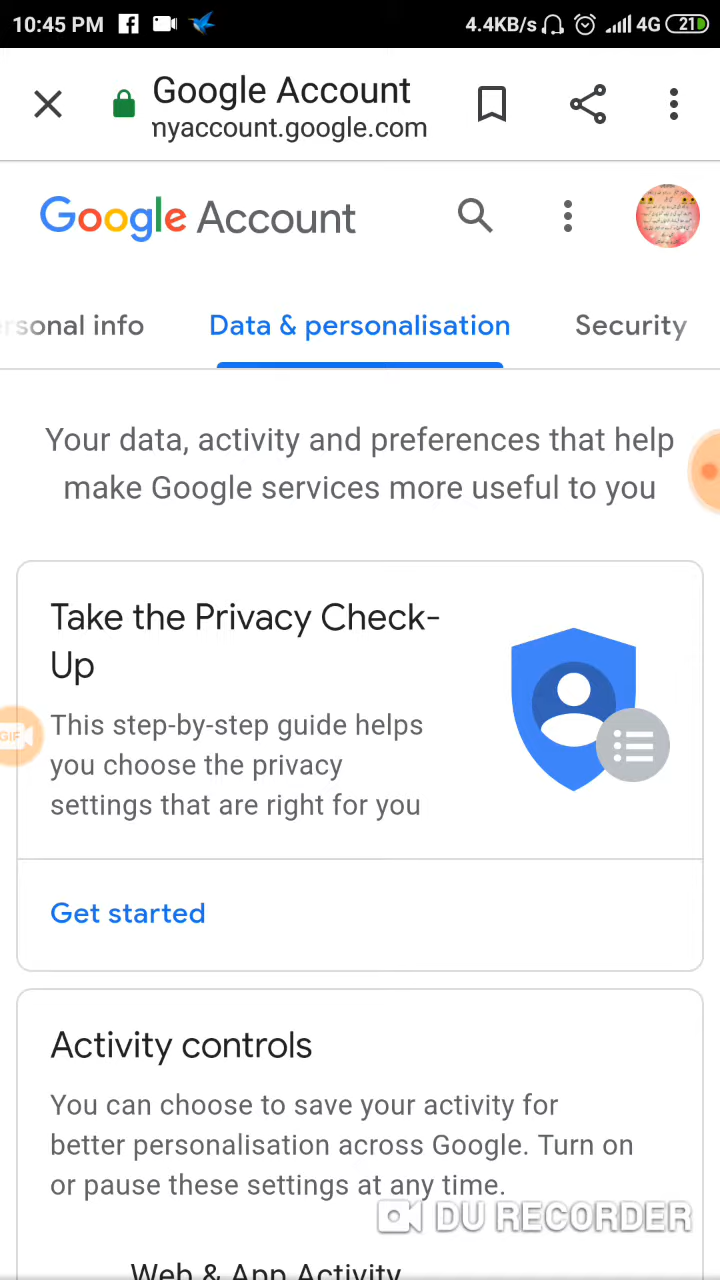 10:45 PM
4.4KB/s 4G 21
Google Account
myaccount.google.com
Google Account
rsonal info
Data & personalisation
Security
Your data, activity and preferences that help
make Google services more useful to you
Take the Privacy Check-
Up
This step-by-step guide helps
you choose the privacy
settings that are right for you
GIF
Get started
Activity controls
You can choose to save your activity for
better personalisation across Google. Turn on
or pause these settings at any time.
DU RECORDER
Web & App Activity